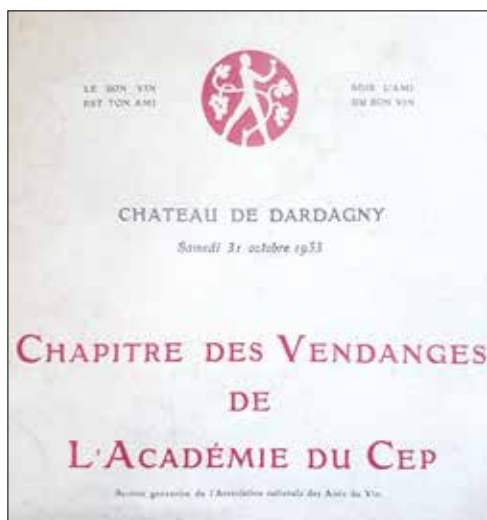 LE BON VIN
EST TON AMI
SOIS L'AMI
DU BON VIN
CHATEAU DE DARDAGNY
Samedi 31 octobre 1953
CHAPITRE DES VENDANGES
DE
L'ACADÉMIE DU CEP
Section genevoise de l'Association nationale des Amis du Vin